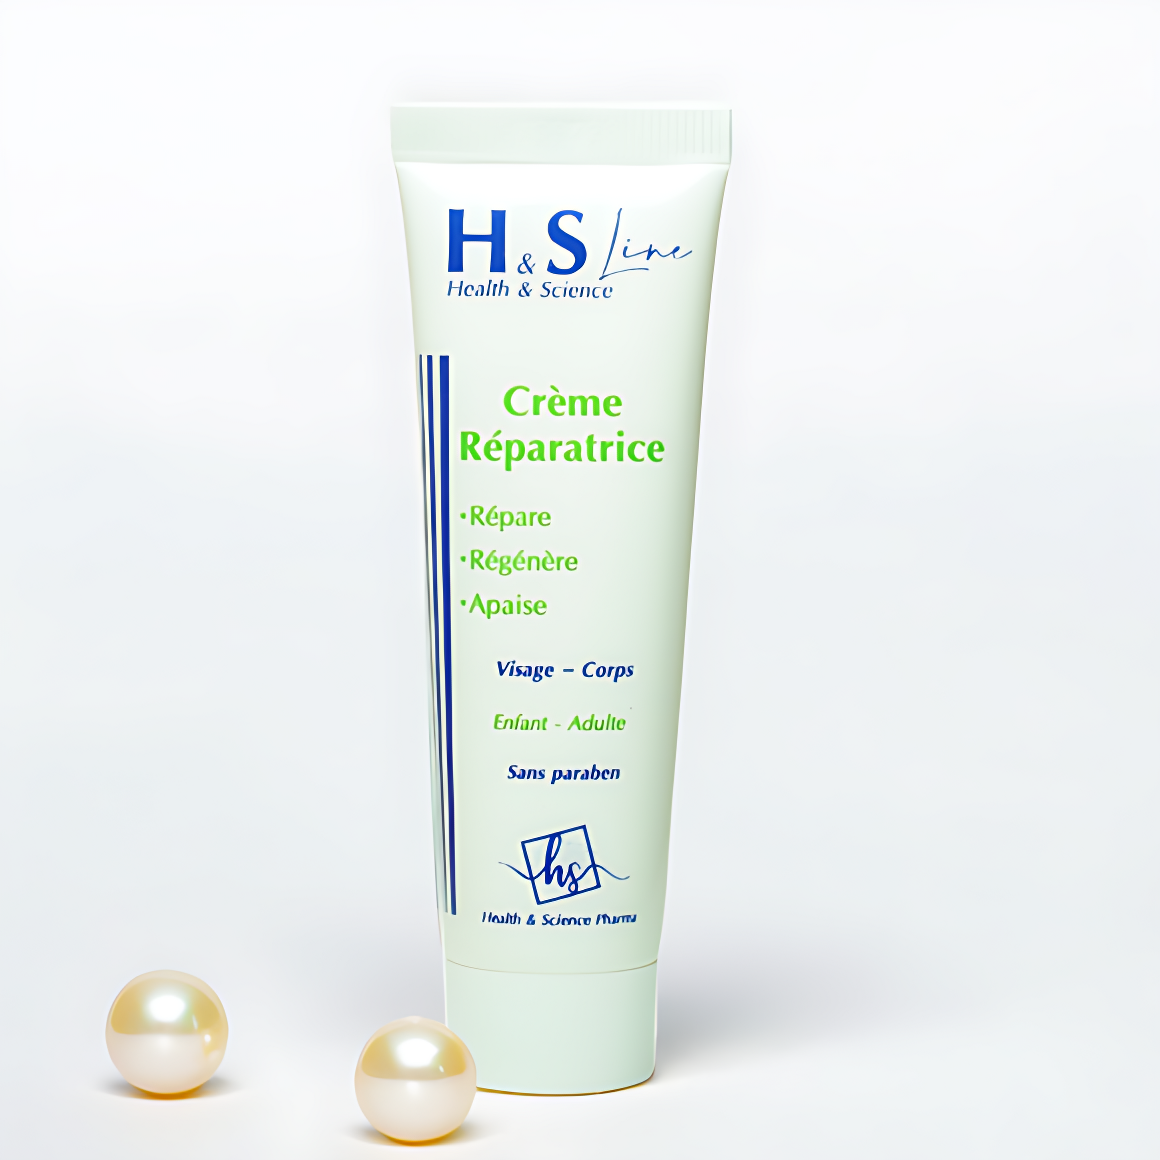 H & S Line
Health & Science
Crème
Réparatrice
•Répare
•Régénère
•Apaise
Visage – Corps
Enfant - Adulte
Sans paraben
hs
Health & Science Pharma